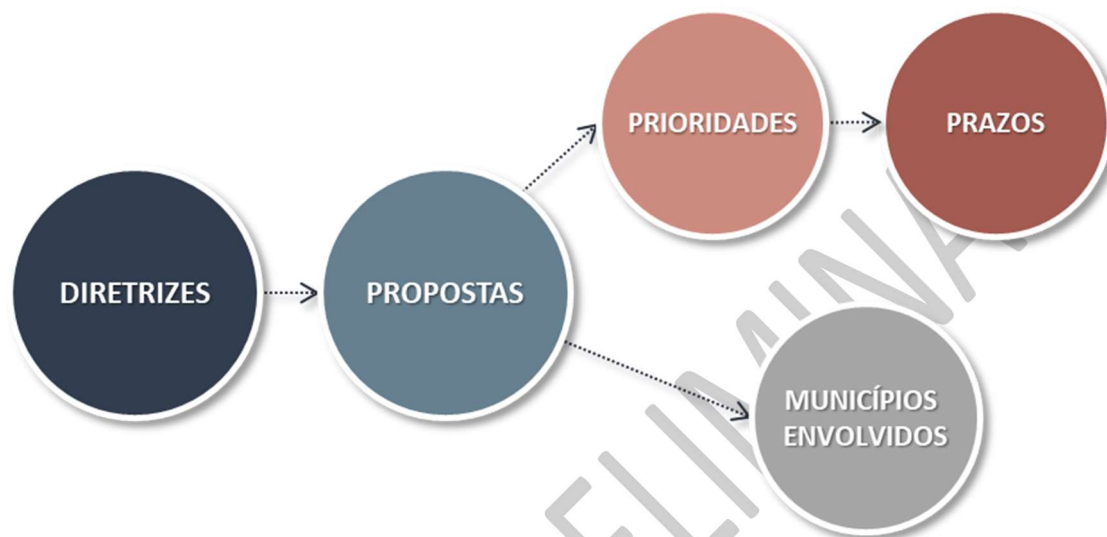 DIRETRIZES
PROPOSTAS
PRIORIDADES
PRAZOS
MUNICÍPIOS
ENVOLVIDOS